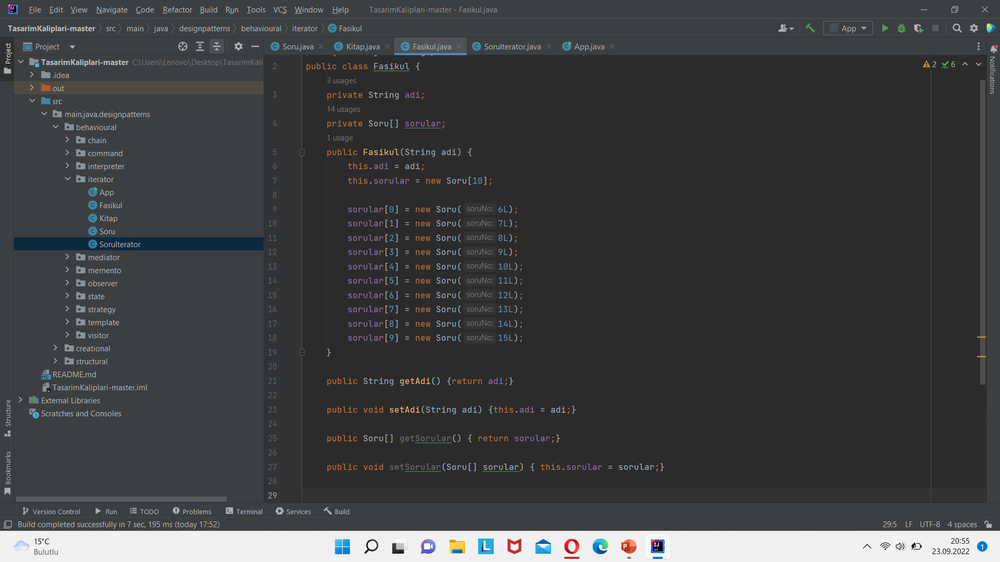 File Edit View Navigate Code Refactor Build Run Tools VCS Window Help TasarimKaliplari-master - Fasikul.java
TasarimKaliplari-master src main java designpatterns behavioural iterator Fasikul
App
Project
Soru.java Kitap.java Fasikul.java SoruIterator.java App.java
Project
Structure
Bookmarks
Notifications
TasarimKaliplari-master C:\Users\Lenovo\Desktop\TasarimKali
.idea
out
src
main.java.designpatterns
behavioural
chain
command
interpreter
iterator
App
Fasikul
Kitap
Soru
SoruIterator
mediator
memento
observer
state
strategy
template
visitor
creational
structural
README.md
TasarimKaliplari-master.iml
External Libraries
Scratches and Consoles
2 6
2 public class Fasikul {
3 usages
3 private String adi;
14 usages
4 private Soru[] sorular;
1 usage
5 public Fasikul(String adi) {
6 this.adi = adi;
7 this.sorular = new Soru[10];
8
9 sorular[0] = new Soru( soruNo: 6L);
10 sorular[1] = new Soru( soruNo: 7L);
11 sorular[2] = new Soru( soruNo: 8L);
12 sorular[3] = new Soru( soruNo: 9L);
13 sorular[4] = new Soru( soruNo: 10L);
14 sorular[5] = new Soru( soruNo: 11L);
15 sorular[6] = new Soru( soruNo: 12L);
16 sorular[7] = new Soru( soruNo: 13L);
17 sorular[8] = new Soru( soruNo: 14L);
18 sorular[9] = new Soru( soruNo: 15L);
19 }
20
21 public String getAdi() {return adi;}
22
23 public void setAdi(String adi) {this.adi = adi;}
24
25 public Soru[] getSorular() { return sorular;}
26
27 public void setSorular(Soru[] sorular) { this.sorular = sorular;}
28
29
Version Control Run TODO Problems Terminal Services Build
Build completed successfully in 7 sec, 195 ms (today 17:52) 29:5 LF UTF-8 4 spaces
15°C
Bulutlu
20:55
23.09.2022
1